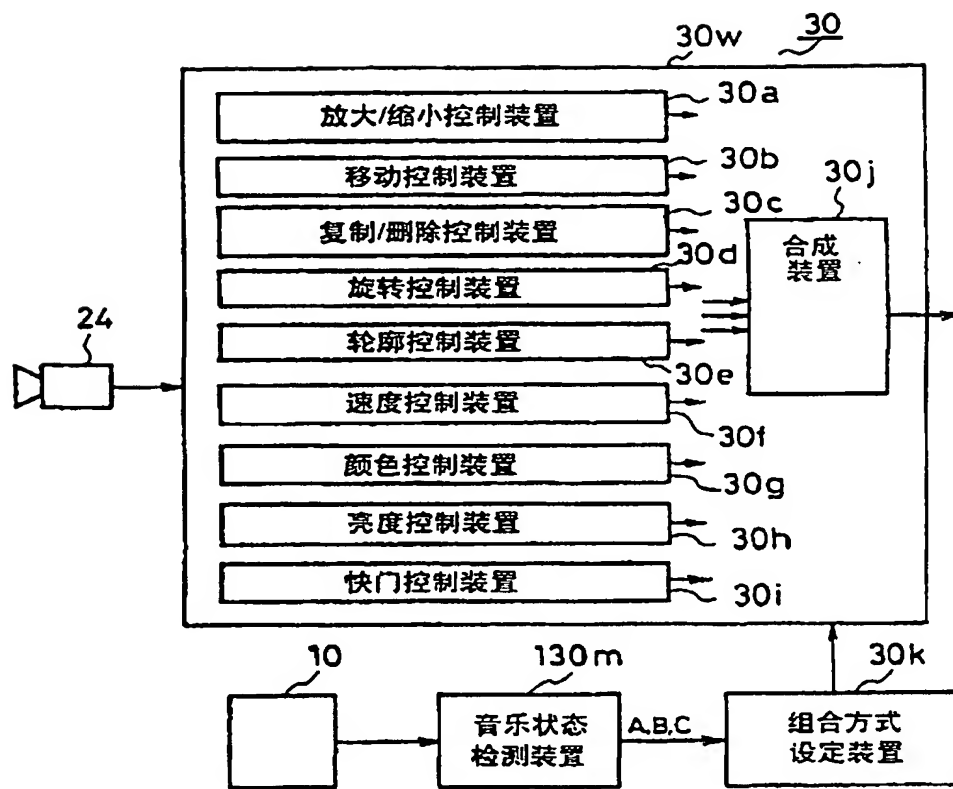 30w
30
放大/缩小控制装置
30a
移动控制装置
30b
复制/删除控制装置
30c
旋转控制装置
30d
轮廓控制装置
30e
速度控制装置
30f
颜色控制装置
30g
亮度控制装置
30h
快门控制装置
30i
30j
合成
装置
24
10
130m
音乐状态
检测装置
A,B,C
30k
组合方式
设定装置